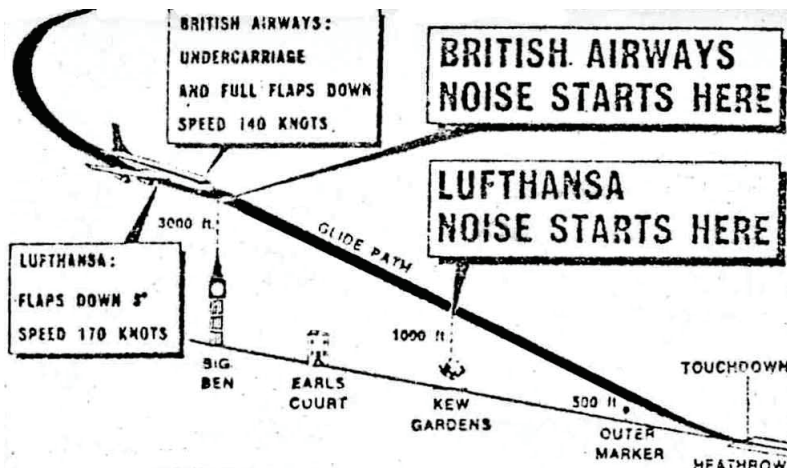 BRITISH AIRWAYS:
UNDERCARRIAGE
AND FULL FLAPS DOWN
SPEED 140 KNOTS
BRITISH AIRWAYS
NOISE STARTS HERE
LUFTHANSA
NOISE STARTS HERE
3000 ft.
GLIDE PATH
LUFTHANSA:
FLAPS DOWN 5°
SPEED 170 KNOTS
1000 ft
BIG
BEN
EARLS
COURT
KEW
GARDENS
500 ft
OUTER
MARKER
TOUCHDOWN
HEATHROW